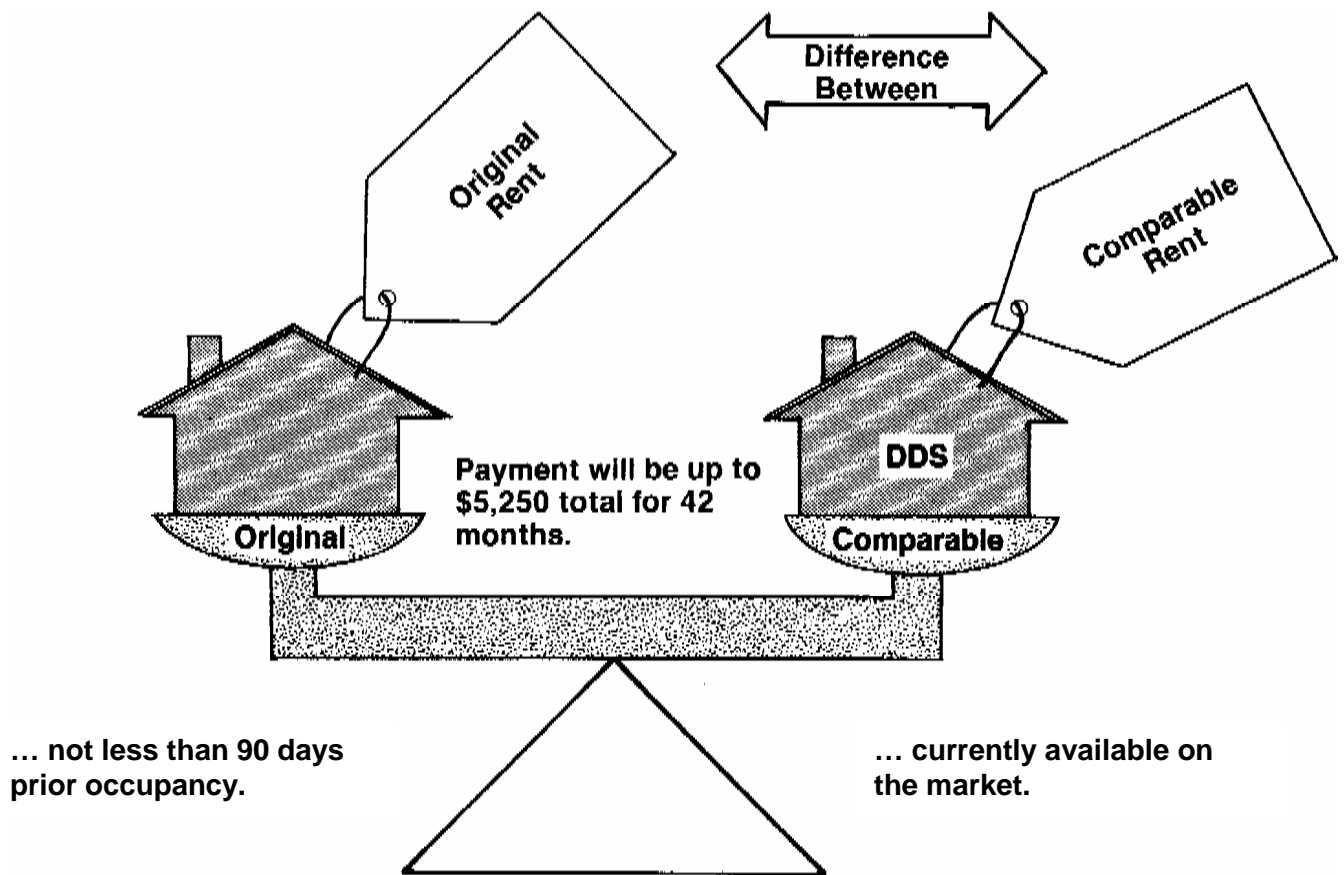 Difference
Between
Original
Rent
Comparable
Rent
DDS
Payment will be up to
$5,250 total for 42
months.
Original
Comparable
... not less than 90 days
prior occupancy.
... currently available on
the market.